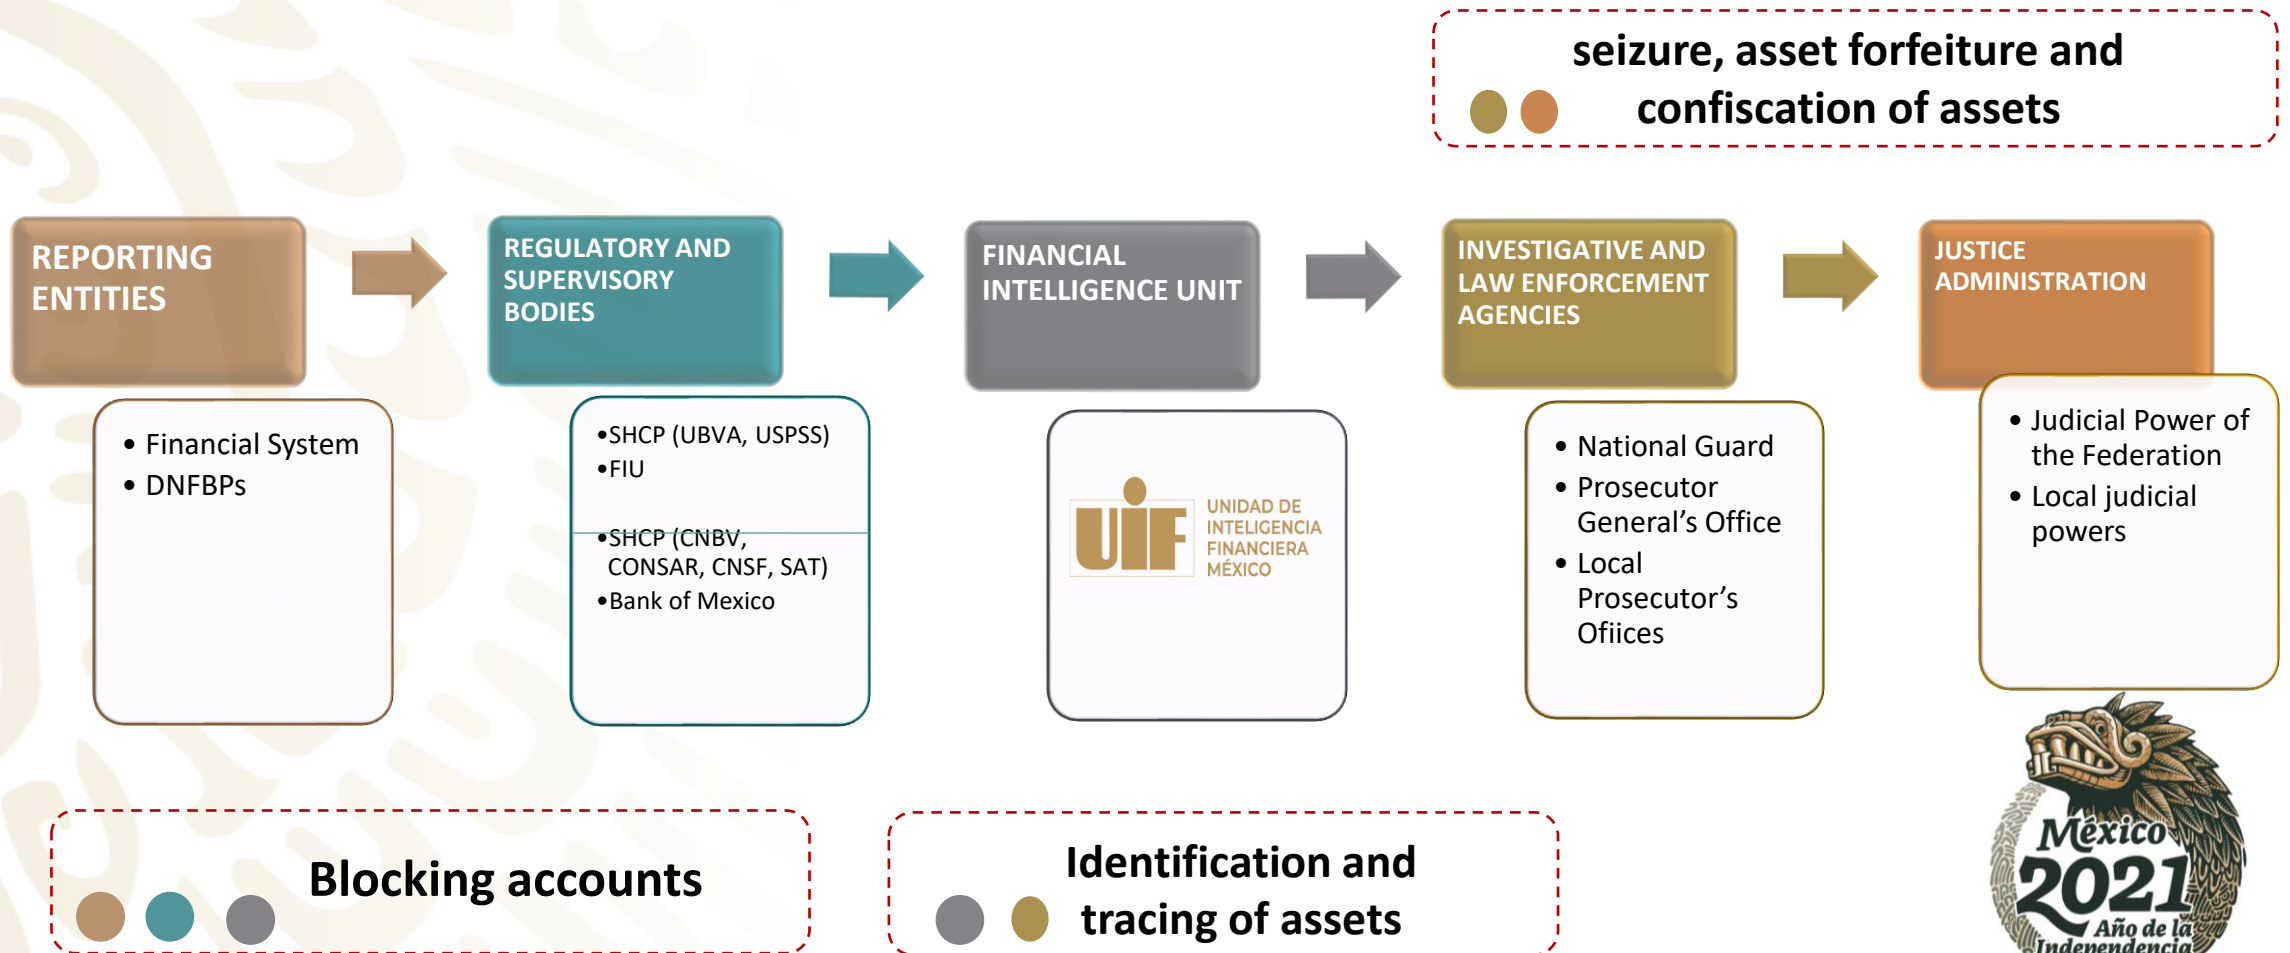 seizure, asset forfeiture and
confiscation of assets
REPORTING
ENTITIES
• Financial System
• DNFBPs
REGULATORY AND
SUPERVISORY
BODIES
•SHCP (UBVA, USPSS)
•FIU
•SHCP (CNBV,
CONSAR, CNSF, SAT)
•Bank of Mexico
FINANCIAL
INTELLIGENCE UNIT
UIF
UNIDAD DE
INTELIGENCIA
FINANCIERA
MÉXICO
INVESTIGATIVE AND
LAW ENFORCEMENT
AGENCIES
• National Guard
• Prosecutor
General’s Office
• Local
Prosecutor’s
Ofiices
JUSTICE
ADMINISTRATION
• Judicial Power of
the Federation
• Local judicial
powers
Blocking accounts
Identification and
tracing of assets
México
2021
Año de la
Independencia